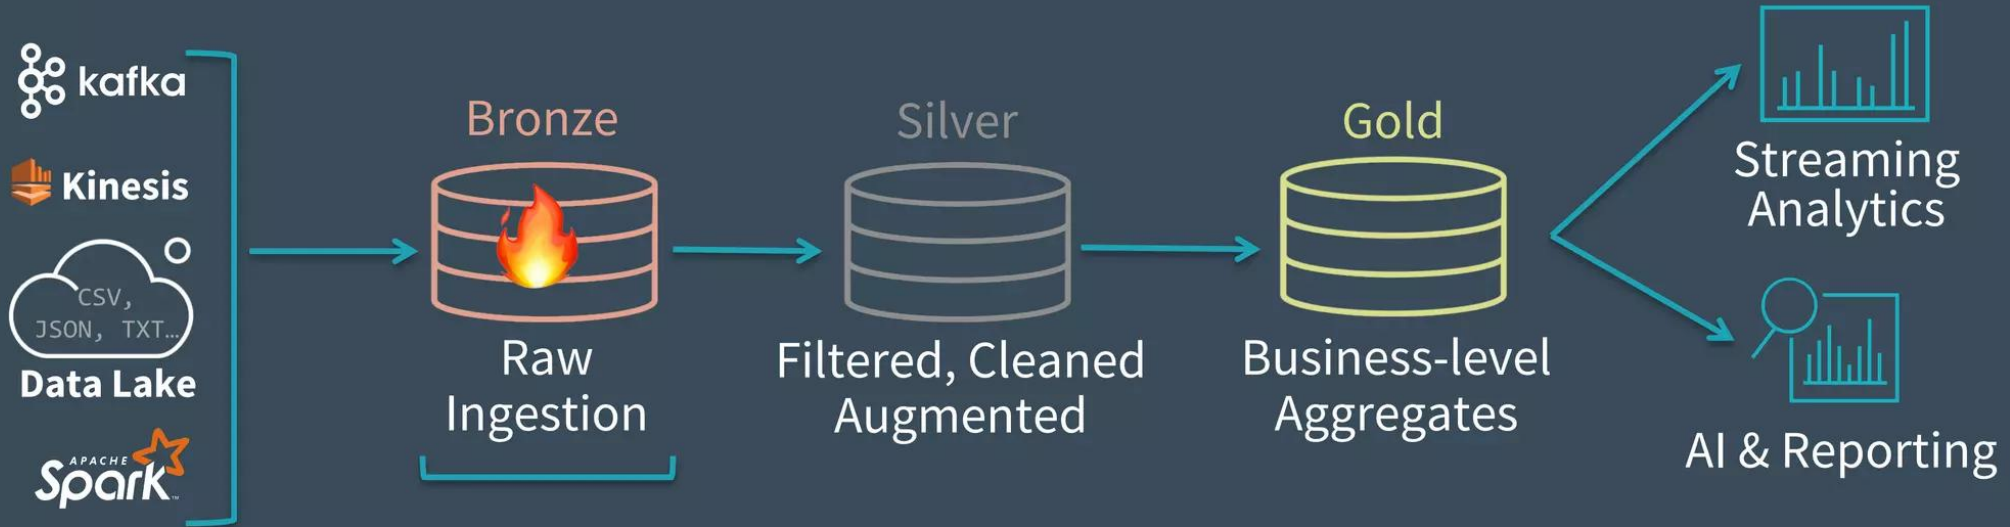 kafka
Kinesis
CSV,
JSON, TXT...
Data Lake
APACHE
Spark™
Bronze
Raw
Ingestion
Silver
Filtered, Cleaned
Augmented
Gold
Business-level
Aggregates
Streaming
Analytics
AI & Reporting